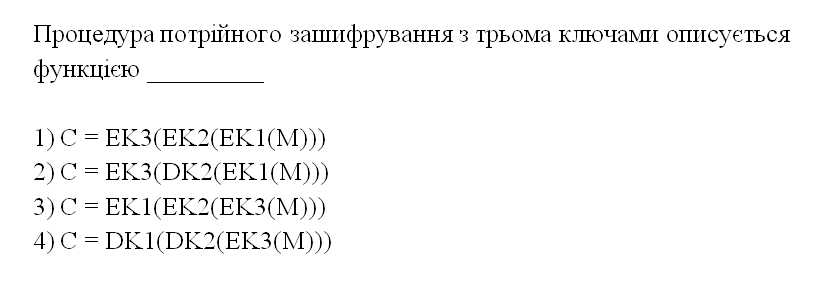 Процедура потрійного зашифрування з трьома ключами описується
функцією _________
1) C = EK3(EK2(EK1(M)))
2) C = EK3(DK2(EK1(M)))
3) C = EK1(EK2(EK3(M)))
4) C = DK1(DK2(EK3(M)))